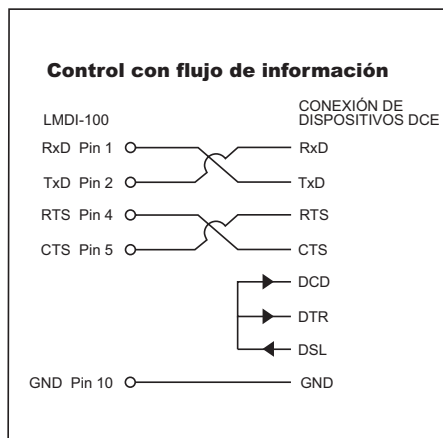 Control con flujo de información
LMDI-100
CONEXIÓN DE
DISPOSITIVOS DCE
RxD Pin 1 RxD
TxD Pin 2 TxD
RTS Pin 4 RTS
CTS Pin 5 CTS
DCD
DTR
DSL
GND Pin 10 GND